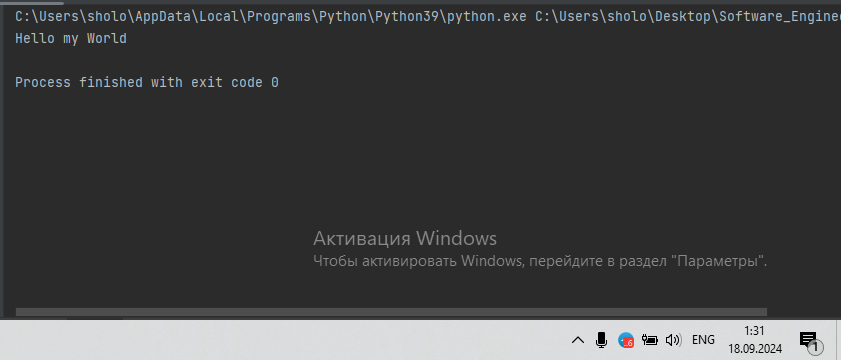 C:\Users\sholo\AppData\Local\Programs\Python\Python39\python.exe C:\Users\sholo\Desktop\Software_Enginee
Hello my World
Process finished with exit code 0
Активация Windows
Чтобы активировать Windows, перейдите в раздел "Параметры".
1:31
16 ENG
18.09.2024 1